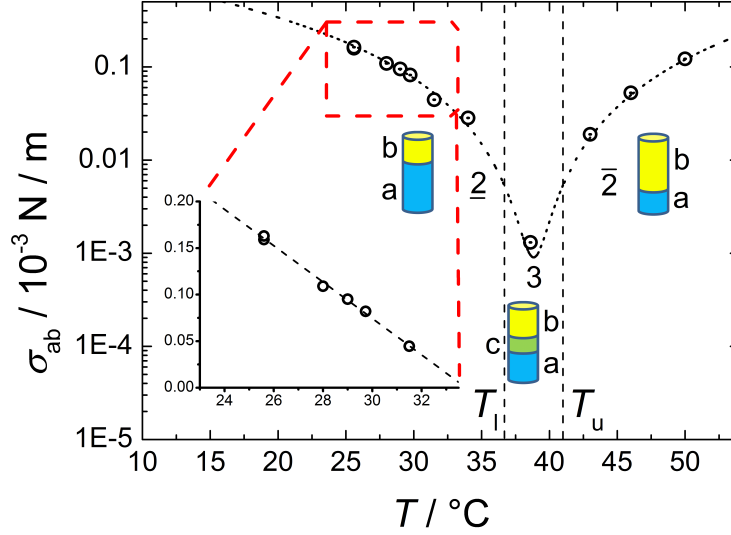 σab / 10-3 N / m
0.1
0.01
1E-3
1E-4
1E-5
10 15 20 25 30 35 40 45 50
T / °C
b
a
2
2̄
b
a
3
b
c
a
Tl
Tu
0.20
0.15
0.10
0.05
0.00
24 26 28 30 32